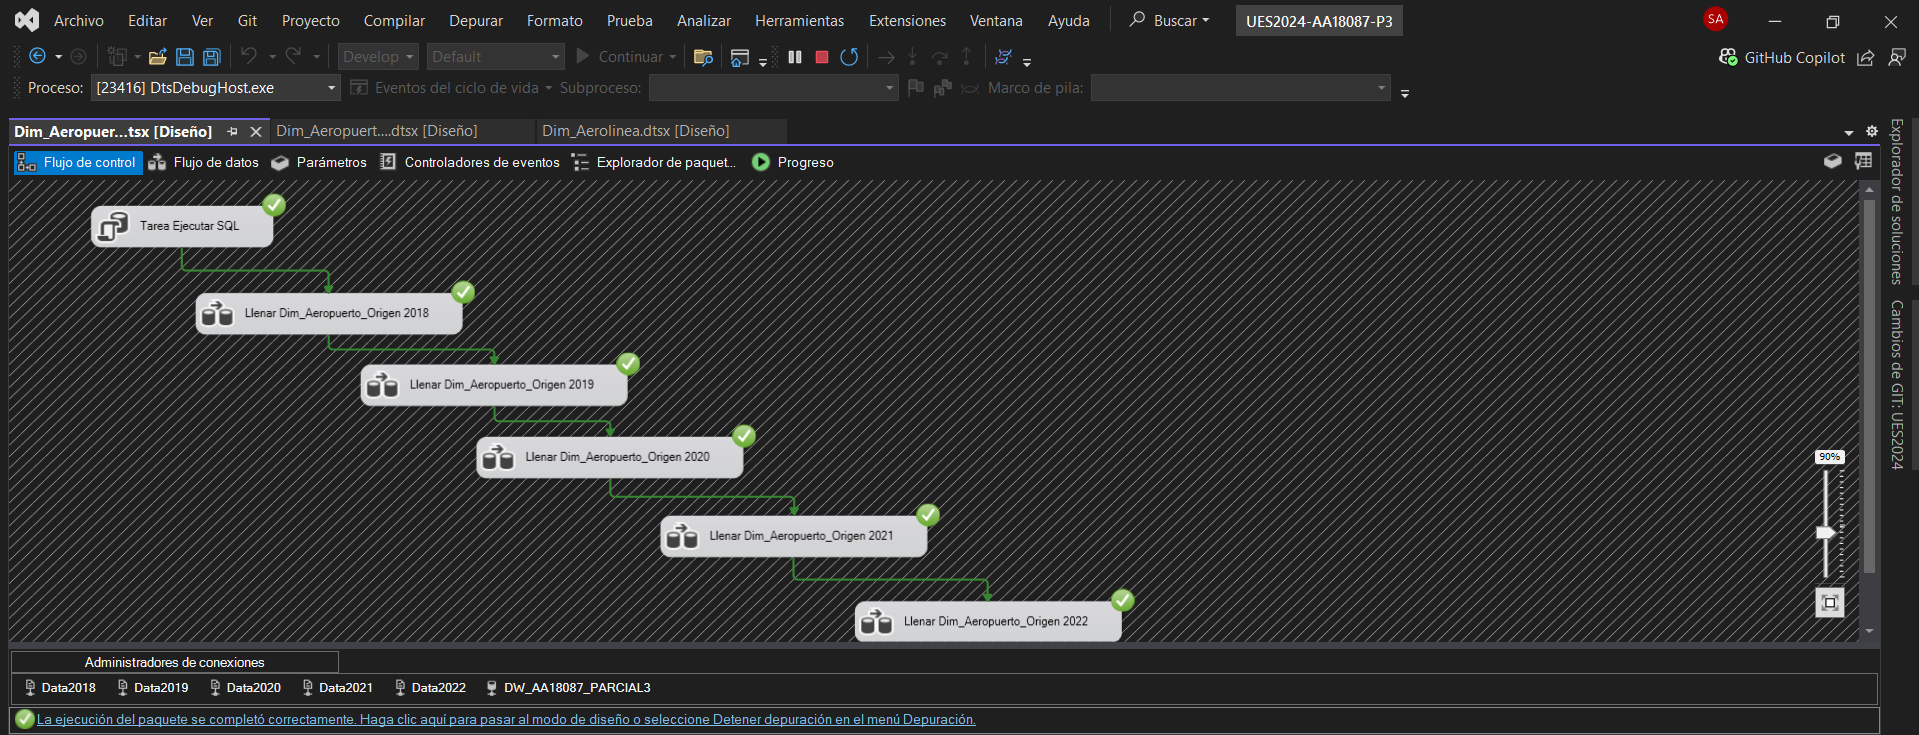 Archivo Editar Ver Git Proyecto Compilar Depurar Formato Prueba Analizar Herramientas Extensiones Ventana Ayuda Buscar UES2024-AA18087-P3 SA
Develop Default Continuar GitHub Copilot
Proceso: [23416] DtsDebugHost.exe Eventos del ciclo de vida Subproceso: Marco de pila:
Dim_Aeropuer...tsx [Diseño] Dim_Aeropuert....dtsx [Diseño] Dim_Aerolinea.dtsx [Diseño]
Flujo de control Flujo de datos Parámetros Controladores de eventos Explorador de paquet... Progreso
Tarea Ejecutar SQL
Llenar Dim_Aeropuerto_Origen 2018
Llenar Dim_Aeropuerto_Origen 2019
Llenar Dim_Aeropuerto_Origen 2020
Llenar Dim_Aeropuerto_Origen 2021
Llenar Dim_Aeropuerto_Origen 2022
90%
Explorador de soluciones
Cambios de GIT: UES2024
Administradores de conexiones
Data2018 Data2019 Data2020 Data2021 Data2022 DW_AA18087_PARCIAL3
La ejecución del paquete se completó correctamente. Haga clic aquí para pasar al modo de diseño o seleccione Detener depuración en el menú Depuración.